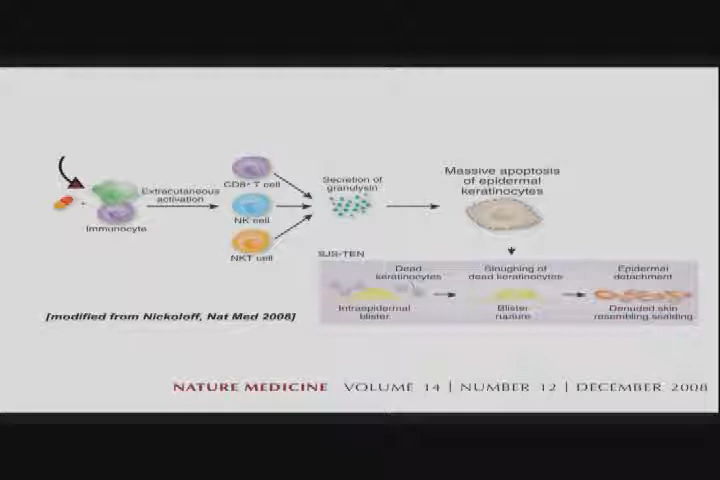 Immunocyte
Extracutaneous
activation
CD8+ T cell
NK cell
NKT cell
Secretion of
granulysin
Massive apoptosis
of epidermal
keratinocytes
SJS-TEN
Dead
keratinocytes
Intraepidermal
blister
Sloughing of
dead keratinocytes
Blister
rupture
Epidermal
detachment
Denuded skin
resembling scalding
[modified from Nickoloff, Nat Med 2008]
NATURE MEDICINE VOLUME 14 | NUMBER 12 | DECEMBER 2008